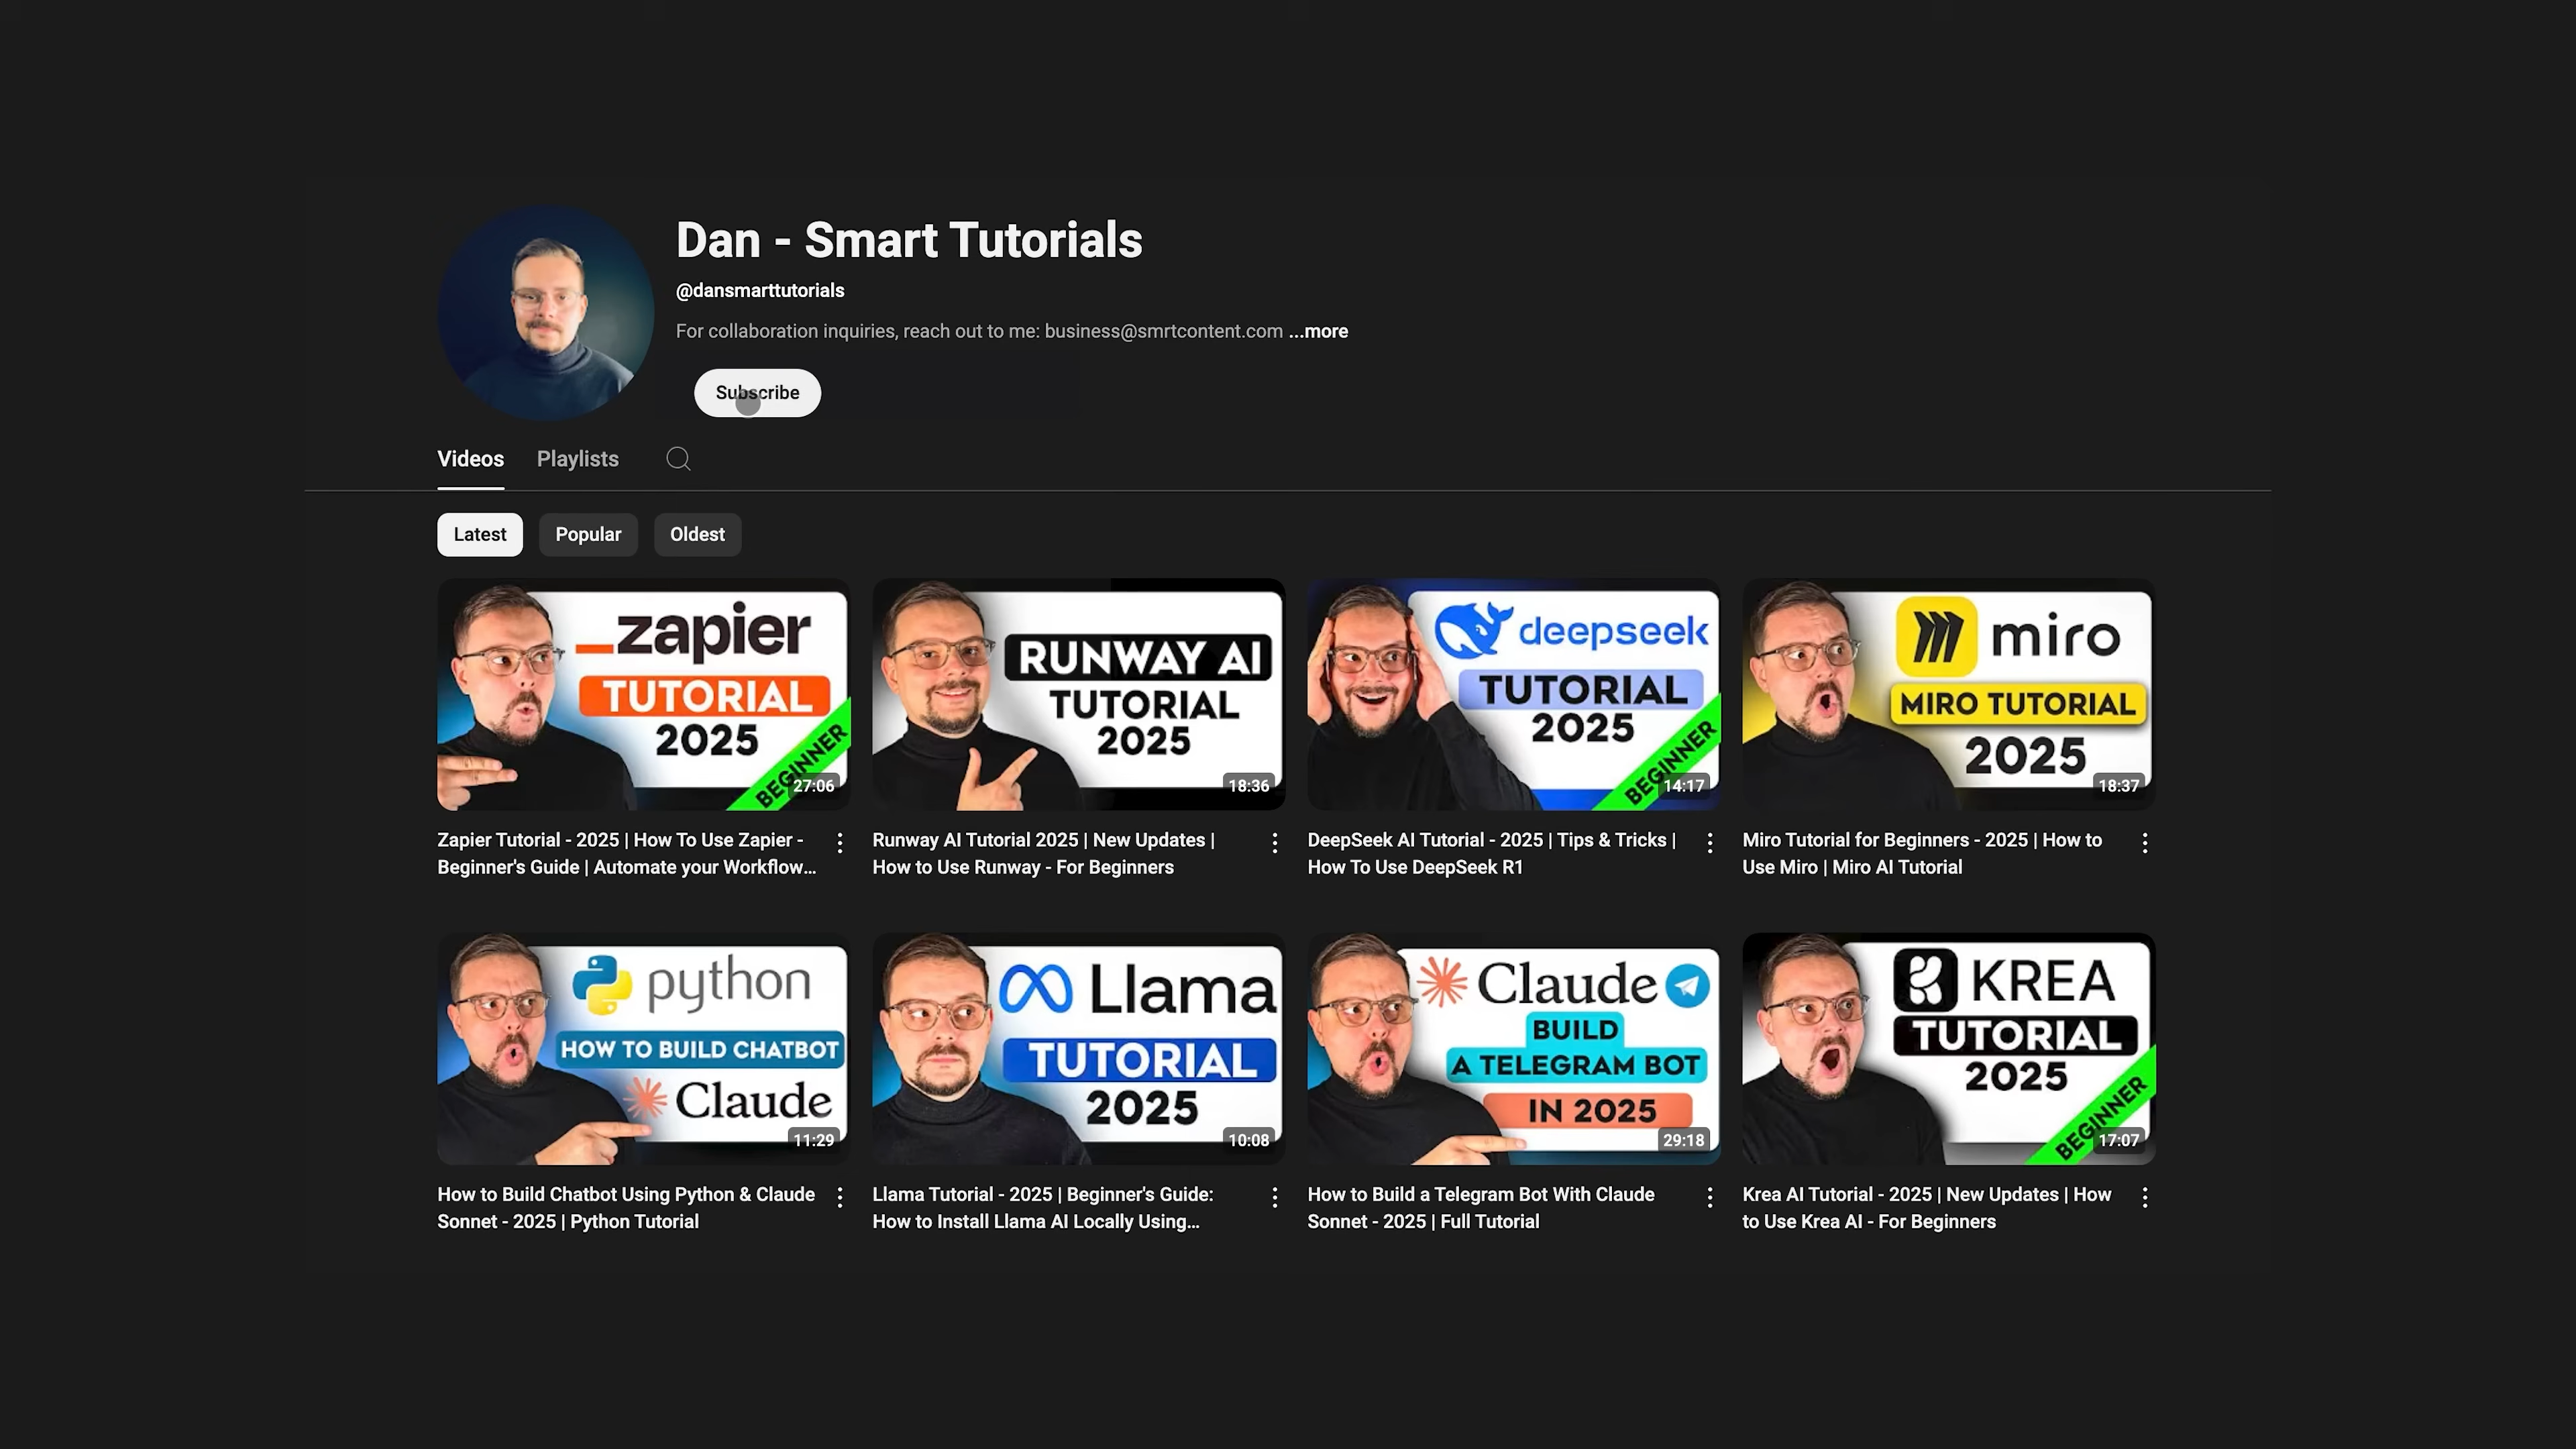 Dan - Smart Tutorials
@dansmarttutorials
For collaboration inquiries, reach out to me: business@smrtcontent.com ...more
Subscribe
Videos
Playlists
Latest
Popular
Oldest
zapier
TUTORIAL
2025
BEGINNER
27:06
RUNWAY AI
TUTORIAL
2025
18:36
deepseek
TUTORIAL
2025
BEGINNER
14:17
miro
MIRO TUTORIAL
2025
18:37
Zapier Tutorial - 2025 | How To Use Zapier -
Beginner's Guide | Automate your Workflow...
Runway AI Tutorial 2025 | New Updates |
How to Use Runway - For Beginners
DeepSeek AI Tutorial - 2025 | Tips & Tricks |
How To Use DeepSeek R1
Miro Tutorial for Beginners - 2025 | How to
Use Miro | Miro AI Tutorial
python
HOW TO BUILD CHATBOT
Claude
11:29
Llama
TUTORIAL
2025
10:08
Claude
BUILD
A TELEGRAM BOT
IN 2025
29:18
KREA
TUTORIAL
2025
BEGINNER
17:07
How to Build Chatbot Using Python & Claude
Sonnet - 2025 | Python Tutorial
Llama Tutorial - 2025 | Beginner's Guide:
How to Install Llama AI Locally Using...
How to Build a Telegram Bot With Claude
Sonnet - 2025 | Full Tutorial
Krea AI Tutorial - 2025 | New Updates | How
to Use Krea AI - For Beginners